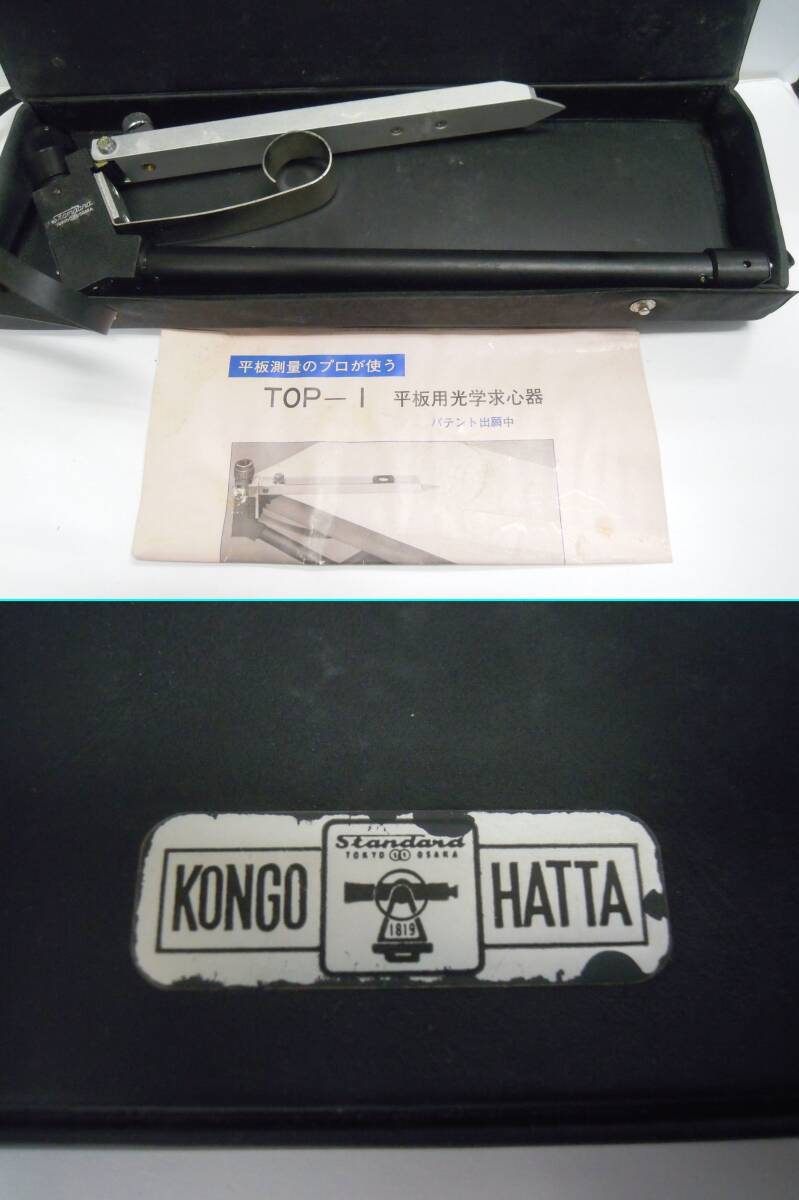 Standard
平板測量のプロが使う
TOP-1 平板用光学求心器
パテント出願中
Standard
TOKYO OSAKA
KONGO
HATTA
1819